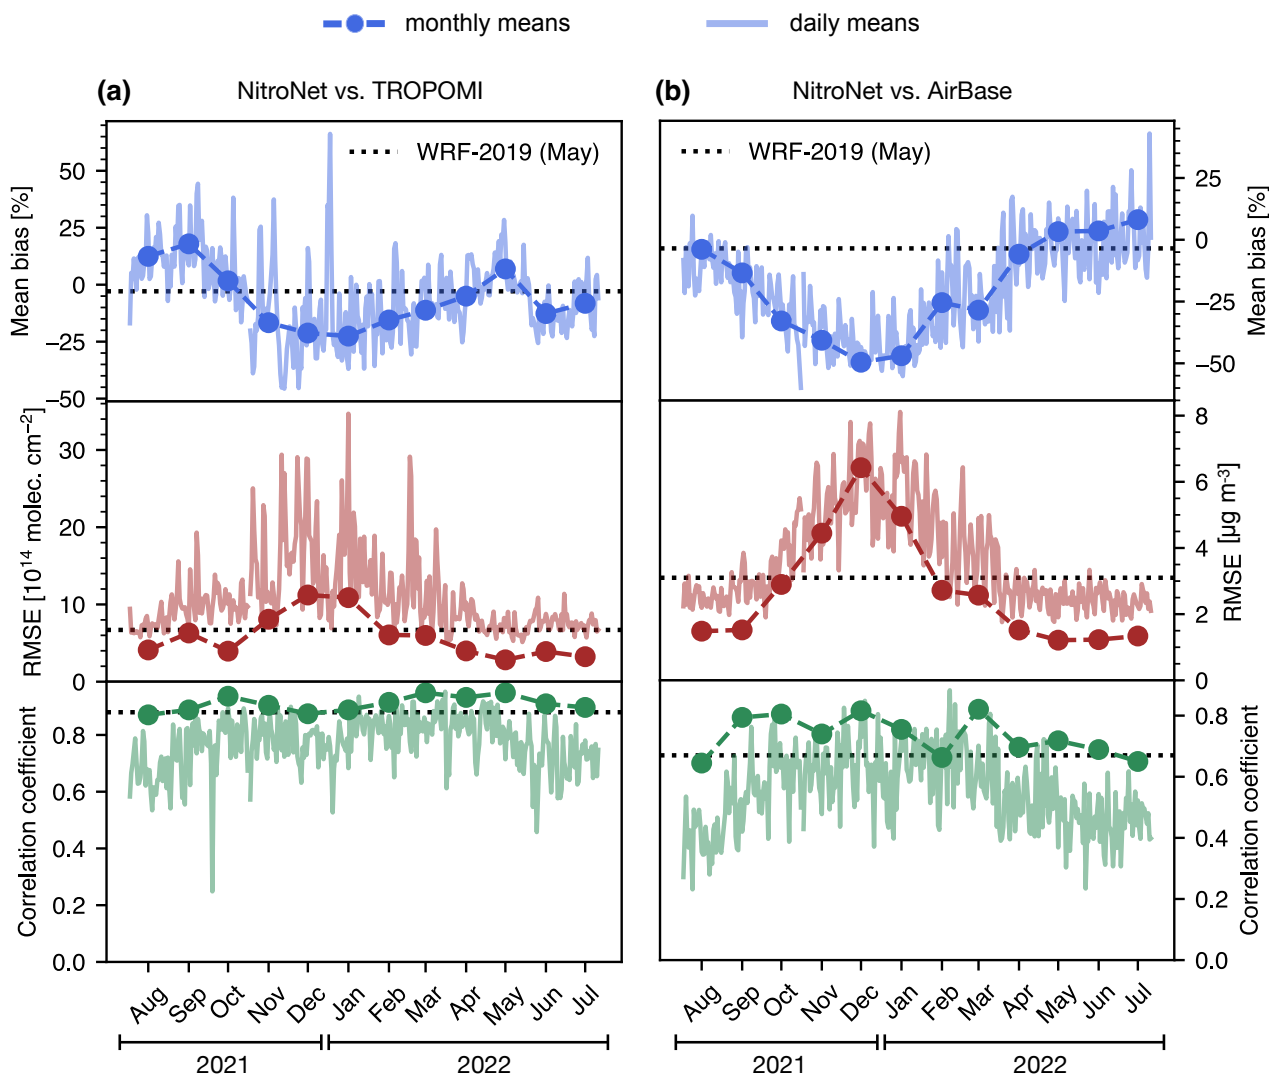 monthly means
daily means
(a) NitroNet vs. TROPOMI
(b) NitroNet vs. AirBase
WRF-2019 (May)
WRF-2019 (May)
Mean bias [%]
50
25
0
−25
−50
Mean bias [%]
25
0
−25
−50
RMSE [10¹⁴ molec. cm⁻²]
30
20
10
0
RMSE [µg m⁻³]
8
6
4
2
0
Correlation coefficient
0.8
0.6
0.4
0.2
0.0
Correlation coefficient
0.8
0.6
0.4
0.2
0.0
Aug Sep Oct Nov Dec Jan Feb Mar Apr May Jun Jul
2021 2022
Aug Sep Oct Nov Dec Jan Feb Mar Apr May Jun Jul
2021 2022